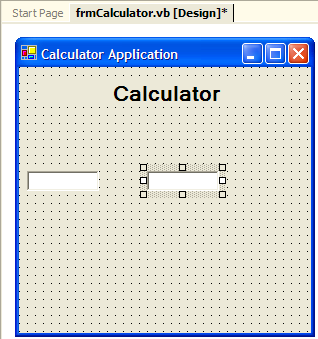 Start Page frmCalculator.vb [Design]*
Calculator Application
Calculator